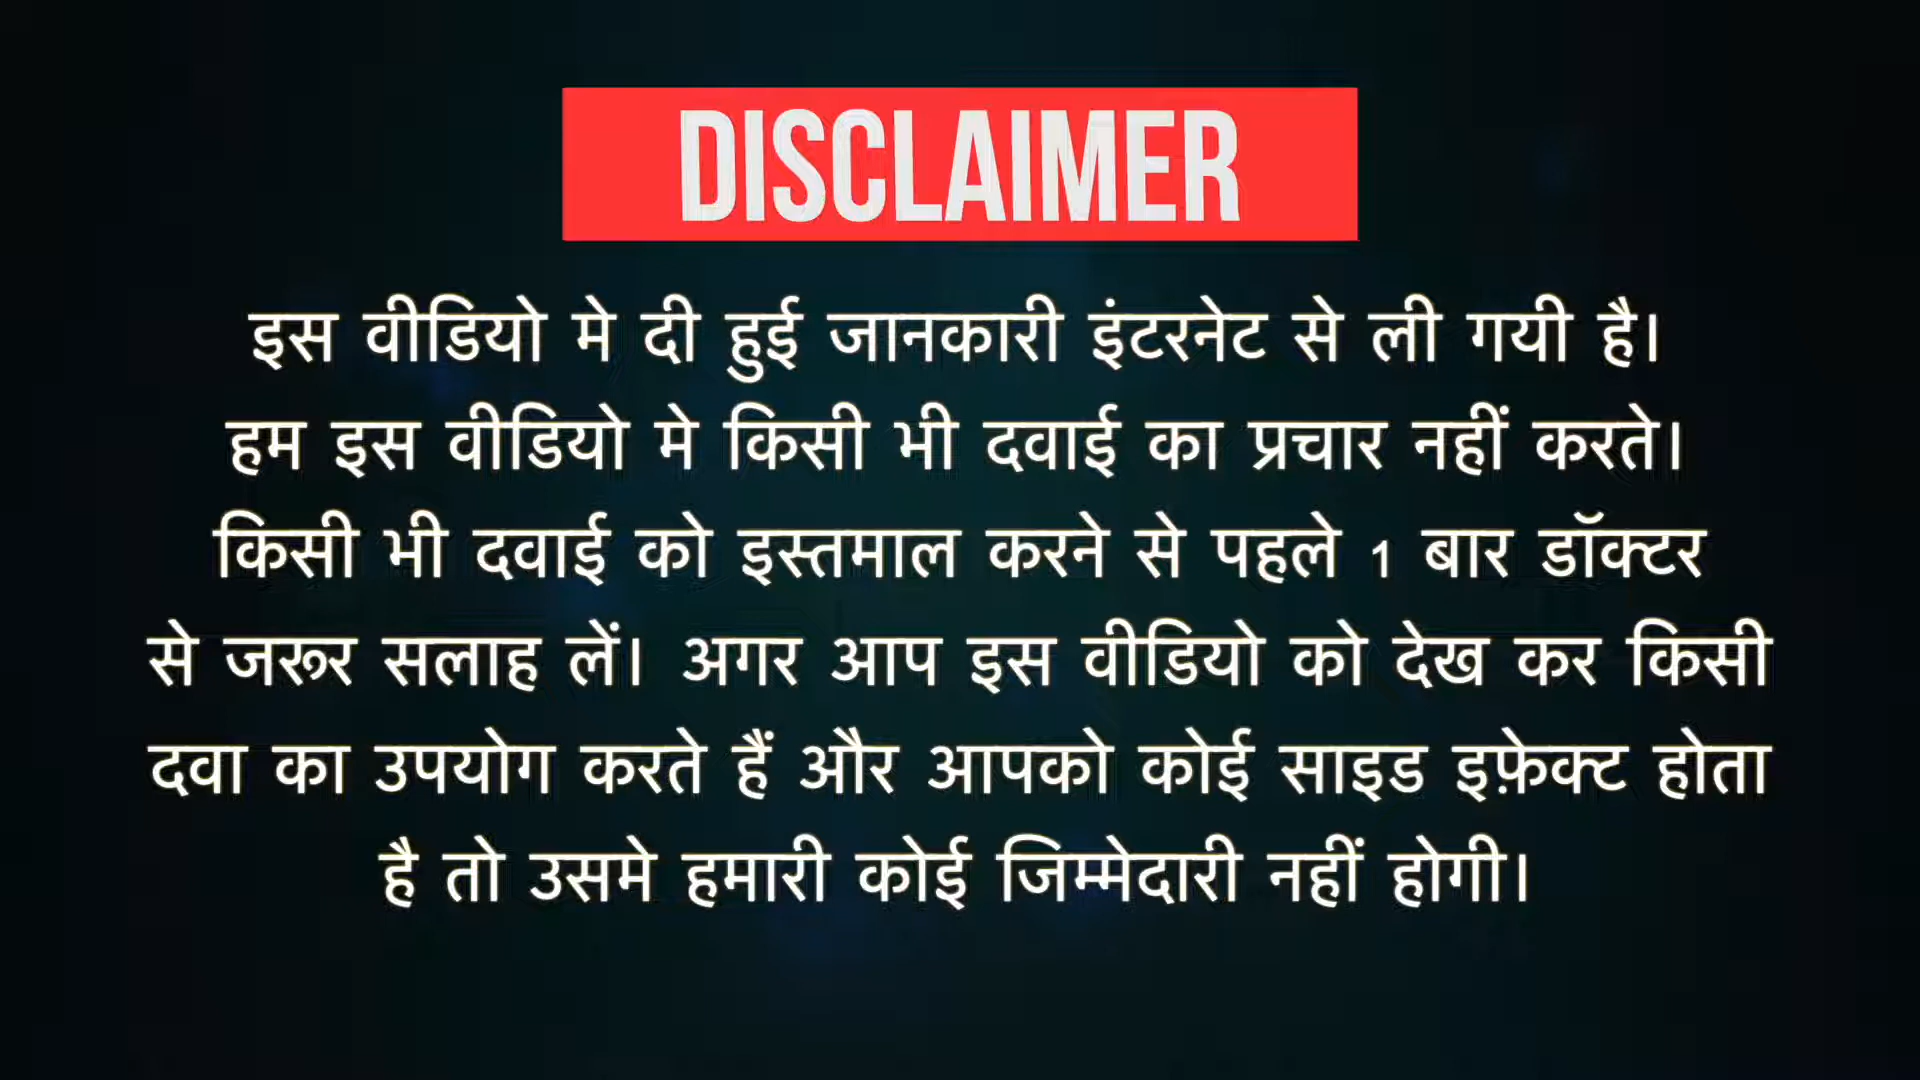 DISCLAIMER
इस वीडियो मे दी हुई जानकारी इंटरनेट से ली गयी है।
हम इस वीडियो मे किसी भी दवाई का प्रचार नहीं करते।
किसी भी दवाई को इस्तमाल करने से पहले 1 बार डॉक्टर
से जरूर सलाह लें। अगर आप इस वीडियो को देख कर किसी
दवा का उपयोग करते हैं और आपको कोई साइड इफ़ेक्ट होता
है तो उसमे हमारी कोई जिम्मेदारी नहीं होगी।